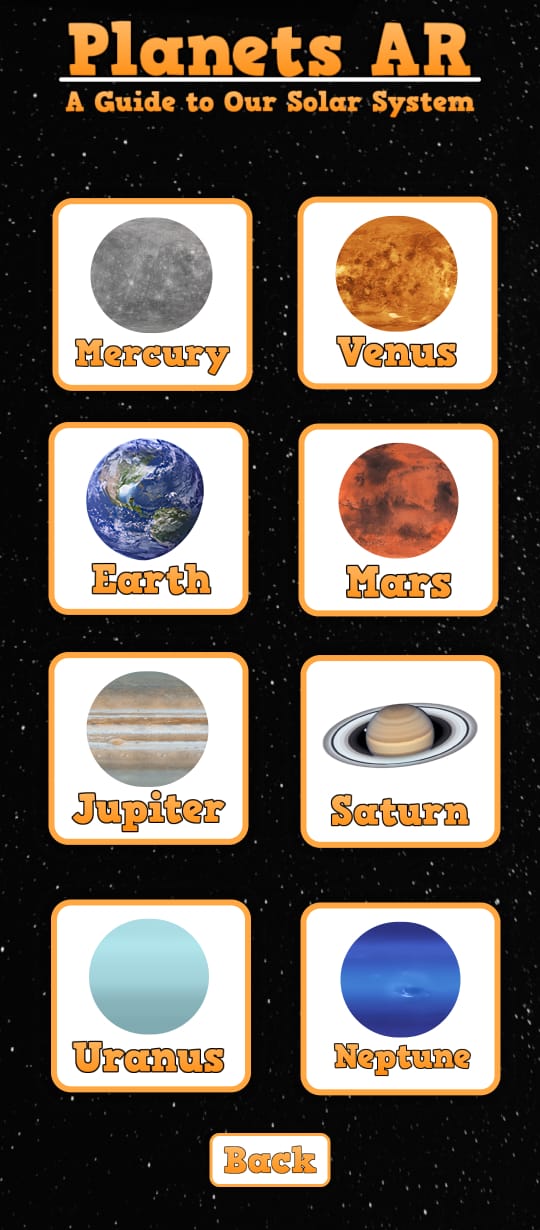 Planets AR
A Guide to Our Solar System
Mercury
Venus
Earth
Mars
Jupiter
Saturn
Uranus
Neptune
Back